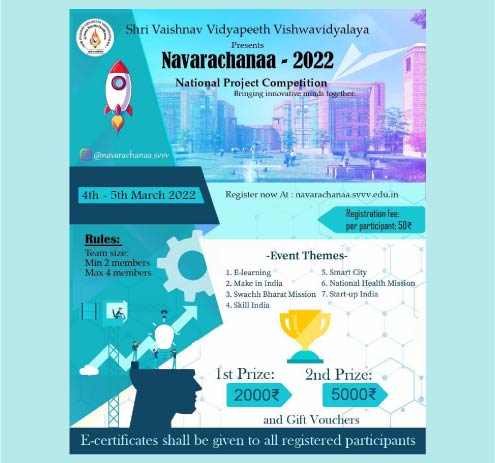 Shri Vaishnav Vidyapeeth Vishwavidyalaya
Presents
Navarachanaa - 2022
National Project Competition
Bringing innovative minds together.
@navarachanaa.svvv
4th - 5th March 2022
Register now At : navarachanaa.svvv.edu.in
Registration fee:
per participant: 50₹
Rules:
Team size:
Min 2 members
Max 4 members
-Event Themes-
1. E-learning
2. Make in India
3. Swachh Bharat Mission
4. Skill India
5. Smart City
6. National Health Mission
7. Start-up India
1st Prize:
2000₹
2nd Prize:
5000₹
and Gift Vouchers
E-certificates shall be given to all registered participants